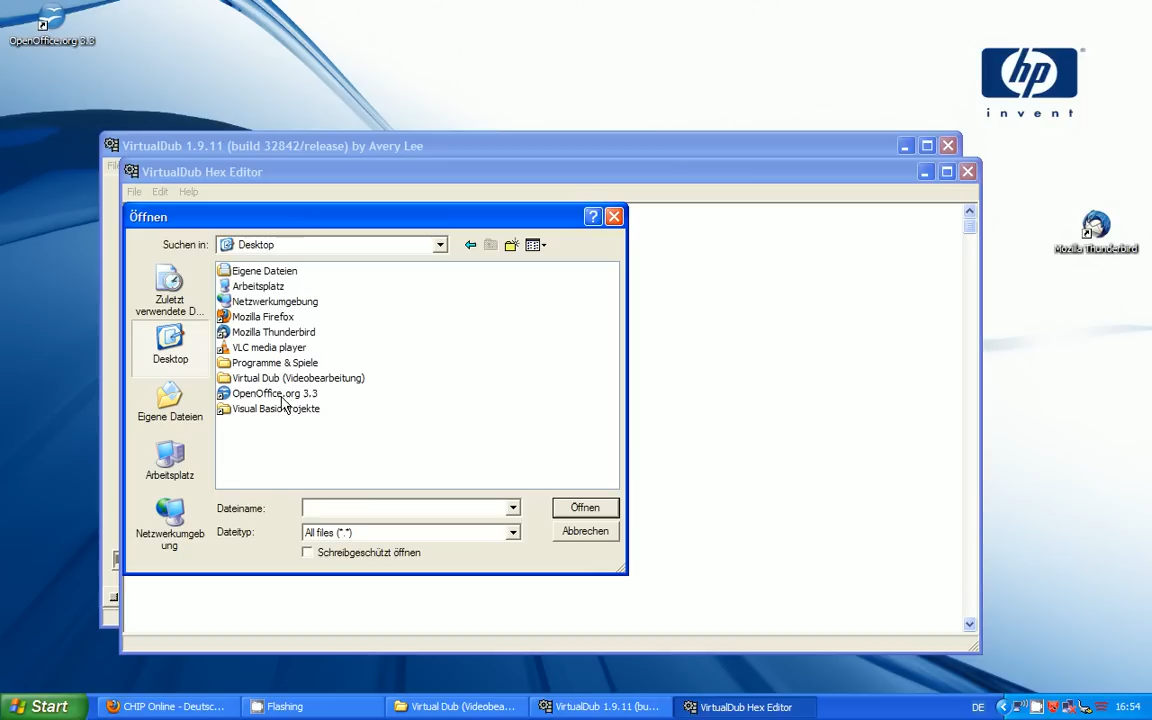 OpenOffice.org 3.3
hp
invent
Mozilla Thunderbird
VirtualDub 1.9.11 (build 32842/release) by Avery Lee
VirtualDub Hex Editor
File Edit Help
Öffnen
Suchen in: Desktop
Zuletzt
verwendete D...
Desktop
Eigene Dateien
Arbeitsplatz
Netzwerkumgeb
ung
Eigene Dateien
Arbeitsplatz
Netzwerkumgebung
Mozilla Firefox
Mozilla Thunderbird
VLC media player
Programme & Spiele
Virtual Dub (Videobearbeitung)
OpenOffice.org 3.3
Visual Basic Projekte
Dateiname: Öffnen
Dateityp: All files (*.*) Abbrechen
Schreibgeschützt öffnen
Start CHIP Online - Deutsc... Flashing Virtual Dub (Videobea... VirtualDub 1.9.11 (bu... VirtualDub Hex Editor DE 16:54